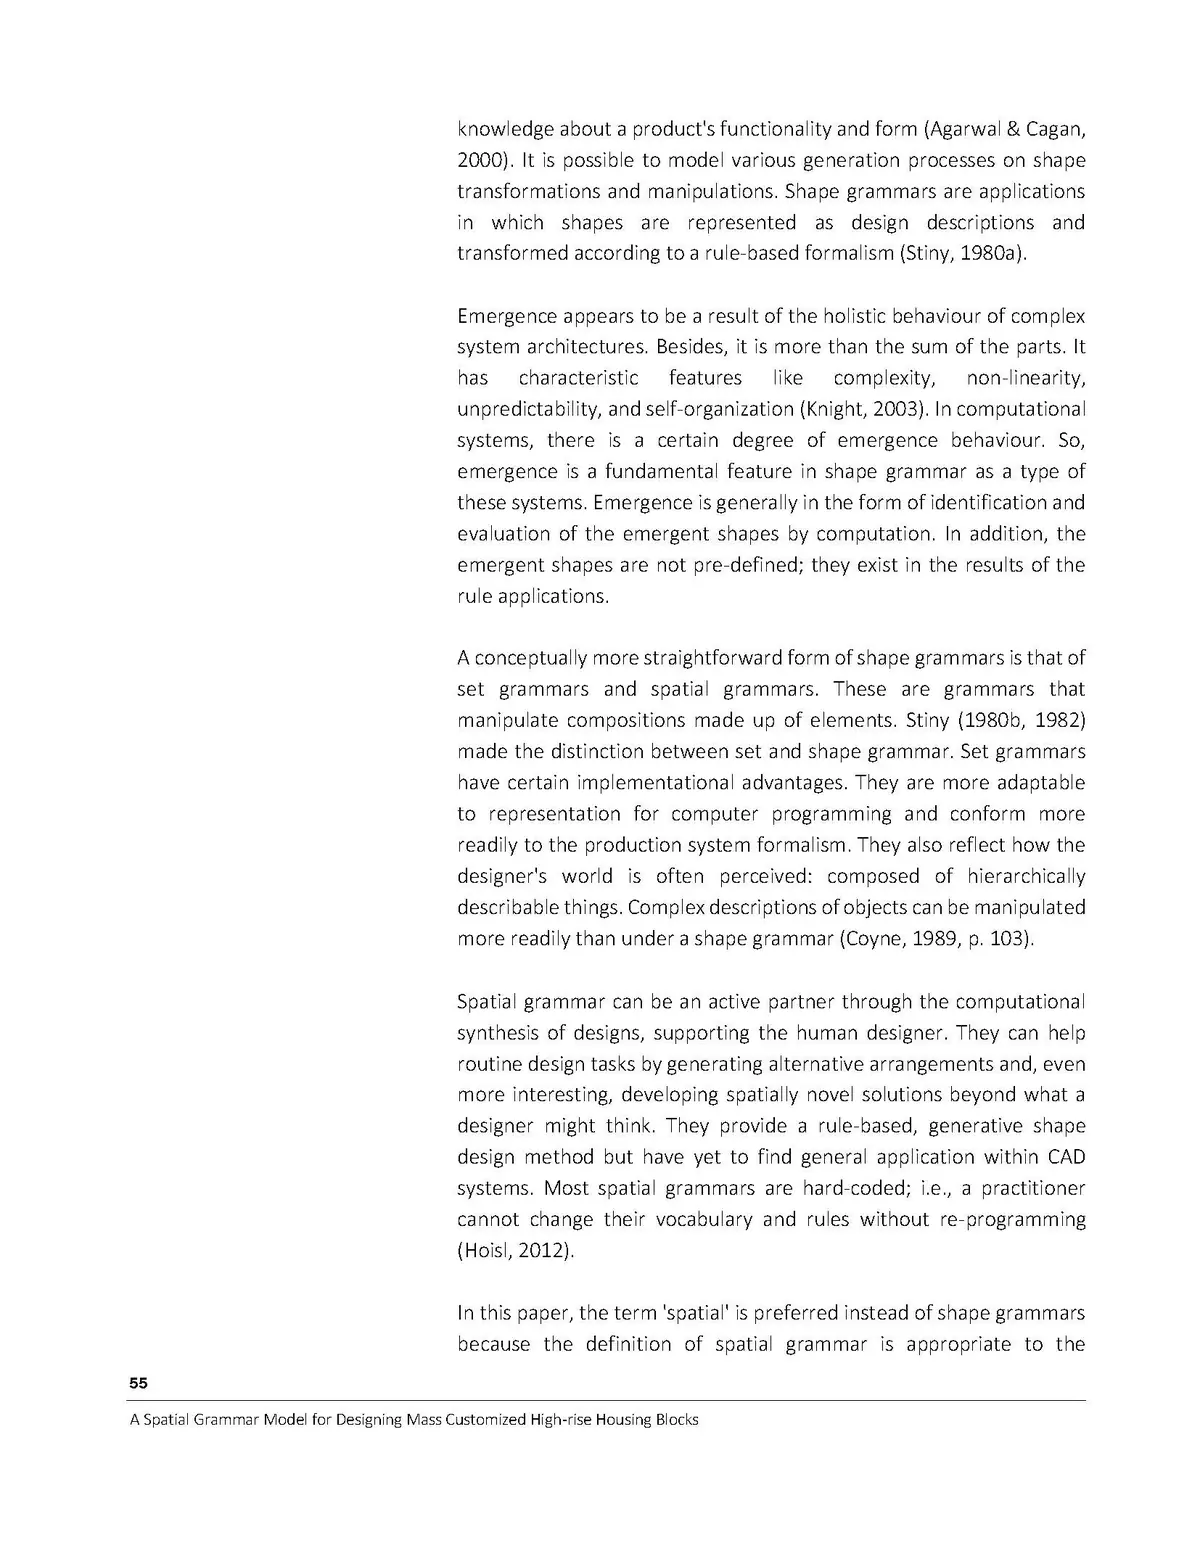 knowledge about a product's functionality and form (Agarwal & Cagan,
2000). It is possible to model various generation processes on shape
transformations and manipulations. Shape grammars are applications
in which shapes are represented as design descriptions and
transformed according to a rule-based formalism (Stiny, 1980a).
Emergence appears to be a result of the holistic behaviour of complex
system architectures. Besides, it is more than the sum of the parts. It
has characteristic features like complexity, non-linearity,
unpredictability, and self-organization (Knight, 2003). In computational
systems, there is a certain degree of emergence behaviour. So,
emergence is a fundamental feature in shape grammar as a type of
these systems. Emergence is generally in the form of identification and
evaluation of the emergent shapes by computation. In addition, the
emergent shapes are not pre-defined; they exist in the results of the
rule applications.
A conceptually more straightforward form of shape grammars is that of
set grammars and spatial grammars. These are grammars that
manipulate compositions made up of elements. Stiny (1980b, 1982)
made the distinction between set and shape grammar. Set grammars
have certain implementational advantages. They are more adaptable
to representation for computer programming and conform more
readily to the production system formalism. They also reflect how the
designer's world is often perceived: composed of hierarchically
describable things. Complex descriptions of objects can be manipulated
more readily than under a shape grammar (Coyne, 1989, p. 103).
Spatial grammar can be an active partner through the computational
synthesis of designs, supporting the human designer. They can help
routine design tasks by generating alternative arrangements and, even
more interesting, developing spatially novel solutions beyond what a
designer might think. They provide a rule-based, generative shape
design method but have yet to find general application within CAD
systems. Most spatial grammars are hard-coded; i.e., a practitioner
cannot change their vocabulary and rules without re-programming
(Hoisl, 2012).
In this paper, the term 'spatial' is preferred instead of shape grammars
because the definition of spatial grammar is appropriate to the
55
A Spatial Grammar Model for Designing Mass Customized High-rise Housing Blocks